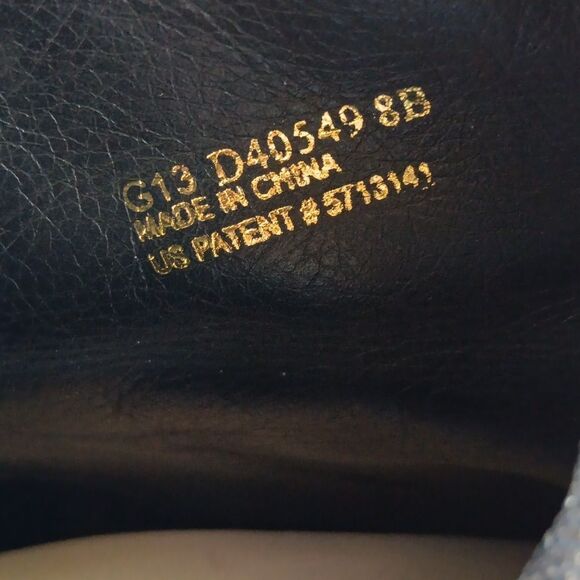 G13 D40549 8B
MADE IN CHINA
US PATENT # 5713141